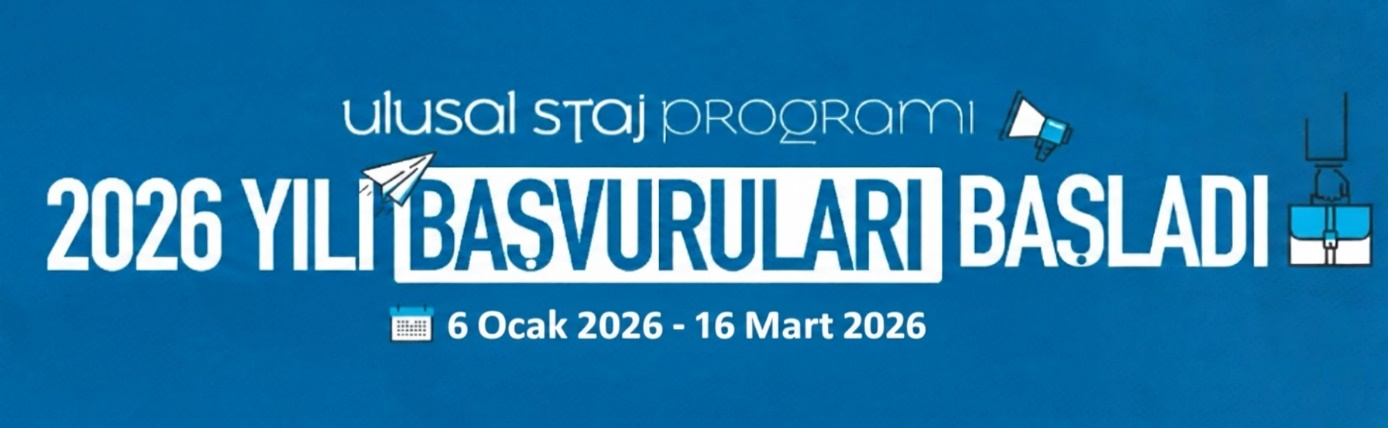 ulusal staj programı
2026 YILI BAŞVURULARI BAŞLADI
6 Ocak 2026 - 16 Mart 2026